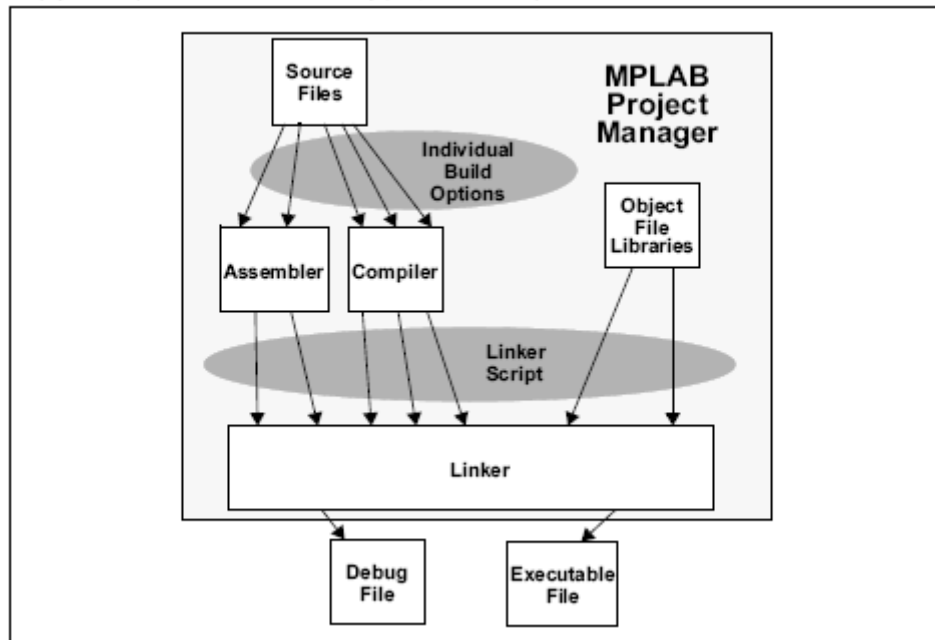 Source
Files
MPLAB
Project
Manager
Individual
Build
Options
Object
File
Libraries
Assembler
Compiler
Linker
Script
Linker
Debug
File
Executable
File